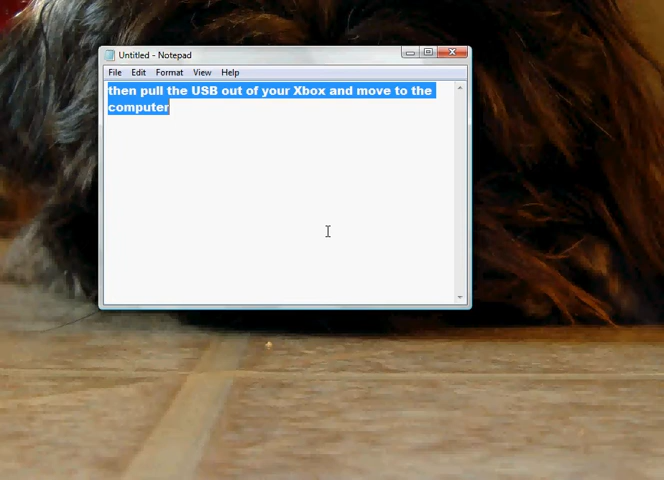 Untitled - Notepad
File Edit Format View Help
then pull the USB out of your Xbox and move to the
computer